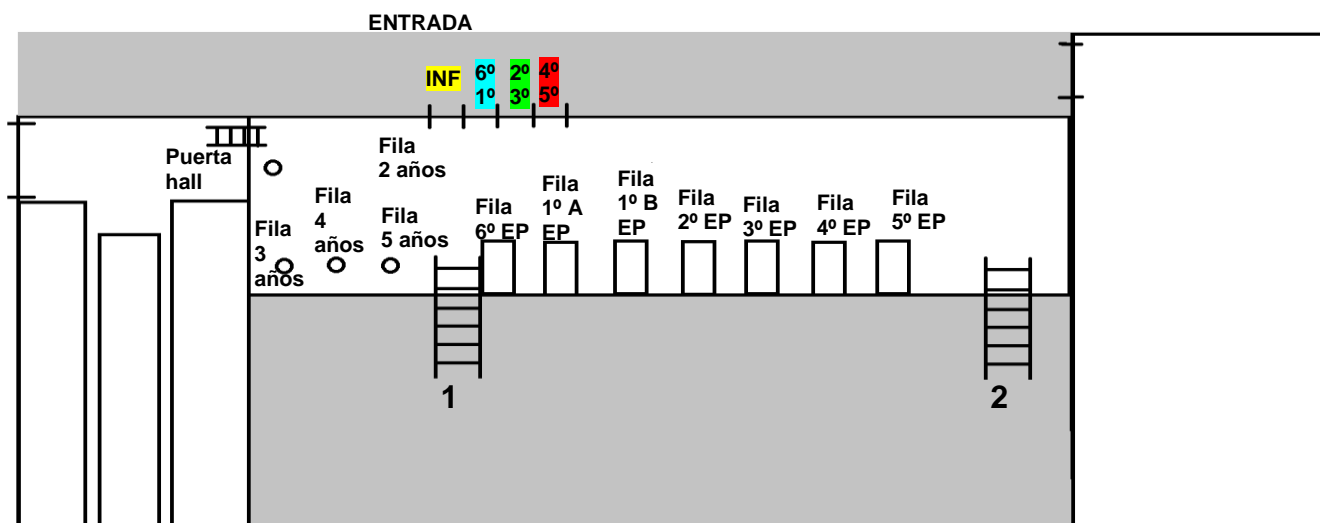 ENTRADA
INF
6º
1º
2º
3º
4º
5º
Puerta
hall
Fila
2 años
Fila
3
años
Fila
4
años
Fila
5 años
Fila
6º EP
Fila
1º A
EP
Fila
1º B
EP
Fila
2º EP
Fila
3º EP
Fila
4º EP
Fila
5º EP
1
2